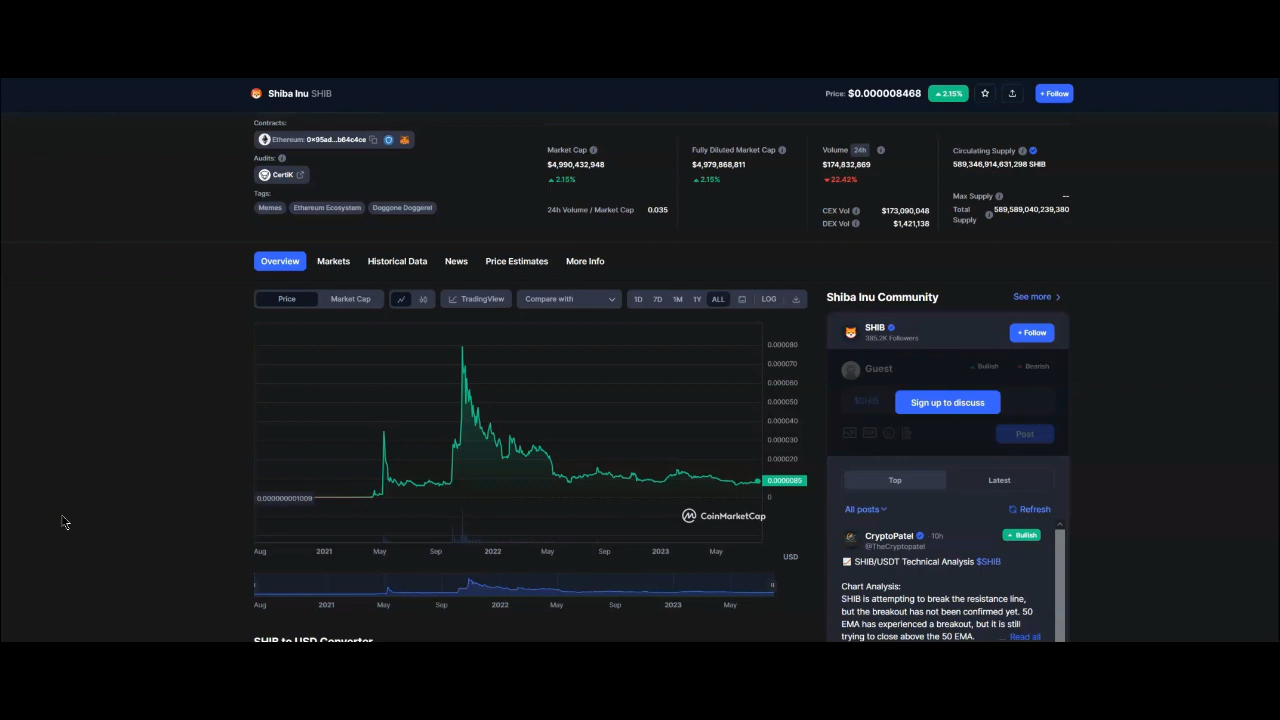 Shiba Inu SHIB
Price: $0.000008468 2.15% + Follow
Contracts:
Ethereum: 0x95ad...b64c4ce
Audits:
CertiK
Tags:
Memes Ethereum Ecosystem Doggone Doggerel
Market Cap
$4,990,432,948
2.15%
24h Volume / Market Cap 0.035
Fully Diluted Market Cap
$4,979,868,811
2.15%
Volume 24h
$174,832,869
22.42%
CEX Vol $173,090,048
DEX Vol $1,421,138
Circulating Supply
589,346,914,631,298 SHIB
Max Supply --
Total Supply 589,589,040,239,380
Overview Markets Historical Data News Price Estimates More Info
Price Market Cap TradingView Compare with 1D 7D 1M 1Y ALL LOG
0.000080
0.000070
0.000060
0.000050
0.000040
0.000030
0.000020
0.0000085
0
0.000000001009
CoinMarketCap
Aug 2021 May Sep 2022 May Sep 2023 May
USD
Aug 2021 May Sep 2022 May Sep 2023 May
SHIB to USD Converter
Shiba Inu Community
See more
SHIB
+ Follow
385.2K Followers
Guest
Bullish Bearish
$SHIB
Sign up to discuss
Post
Top Latest
All posts Refresh
CryptoPatel · 10h
Bullish
@TheCryptopatel
SHIB/USDT Technical Analysis $SHIB
Chart Analysis:
SHIB is attempting to break the resistance line,
but the breakout has not been confirmed yet. 50
EMA has experienced a breakout, but it is still
trying to close above the 50 EMA. ... Read all